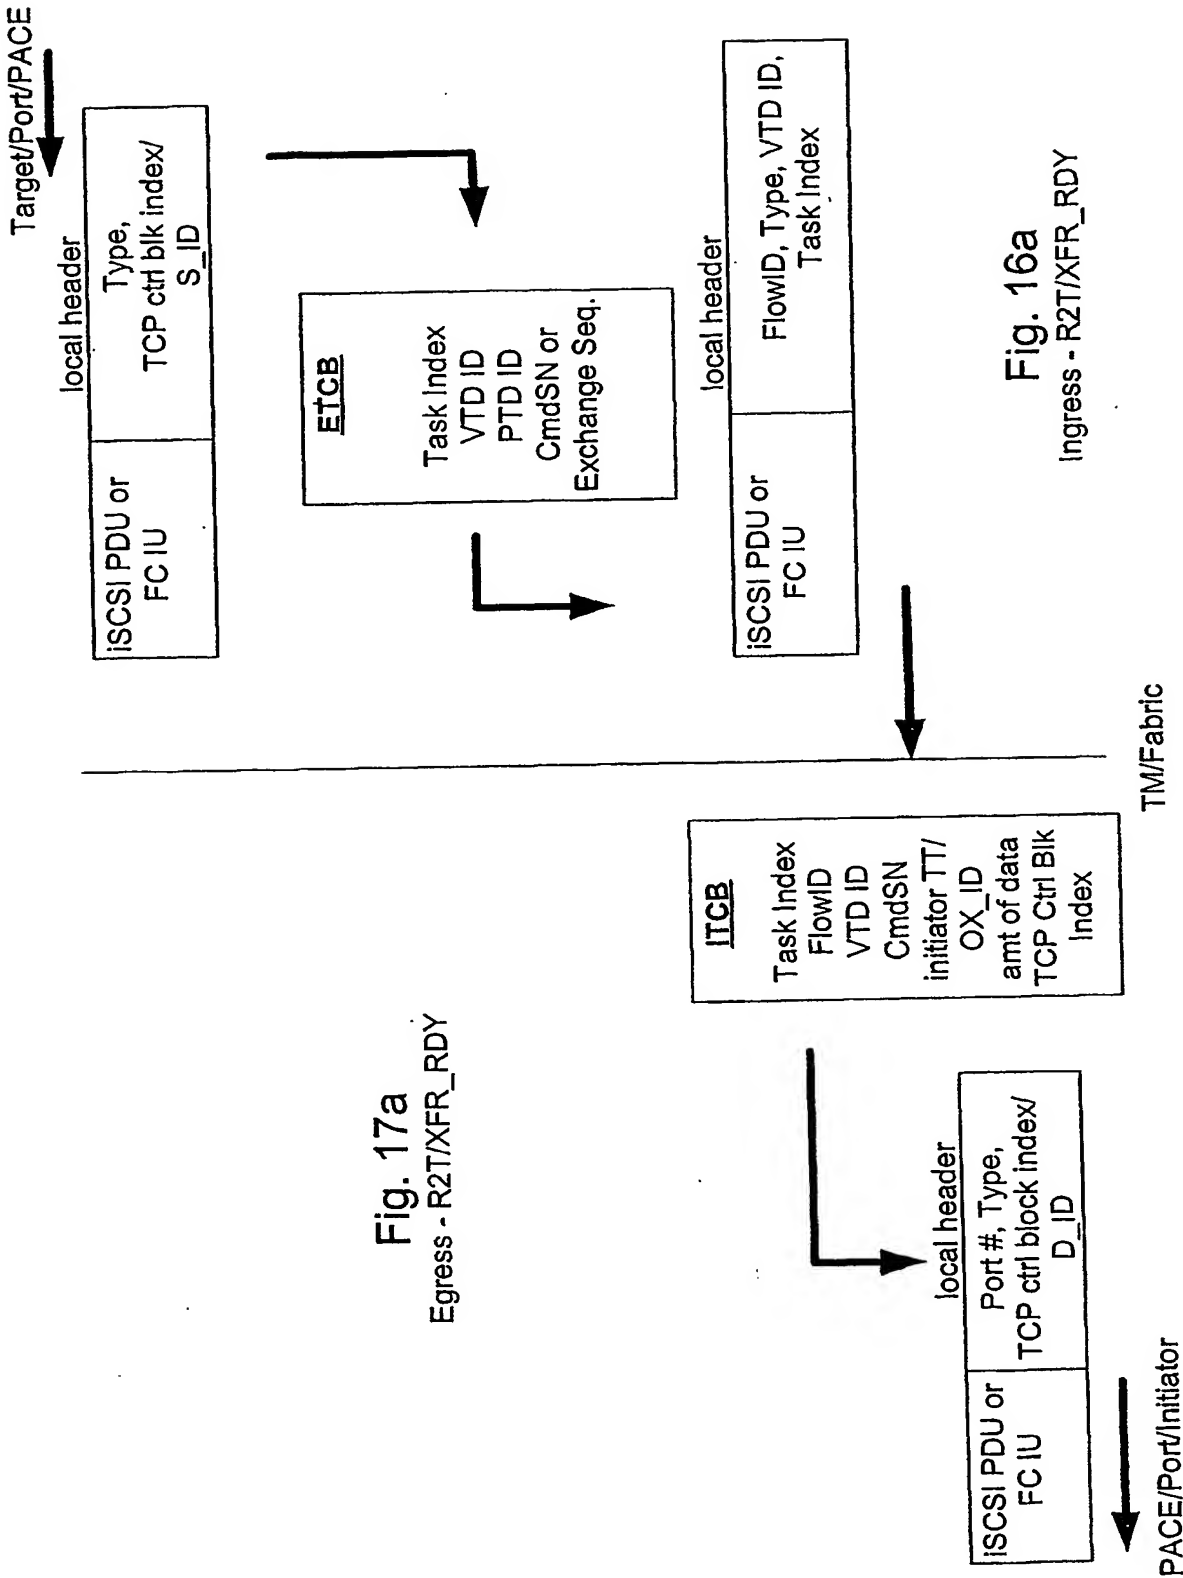 Target/Port/PACE
local header
iSCSI PDU or
FC IU
Type,
TCP ctrl blk index/
S_ID
ETCB
Task Index
VTD ID
PTD ID
CmdSN or
Exchange Seq.
local header
iSCSI PDU or
FC IU
FlowID, Type, VTD ID,
Task Index
Fig. 16a
Ingress - R2T/XFR_RDY
TM/Fabric
ITCB
Task Index
FlowID
VTD ID
CmdSN
initiator TT/
OX_ID
amt of data
TCP Ctrl Blk
Index
Fig. 17a
Egress - R2T/XFR_RDY
local header
iSCSI PDU or
FC IU
Port #, Type,
TCP ctrl block index/
D_ID
PACE/Port/Initiator